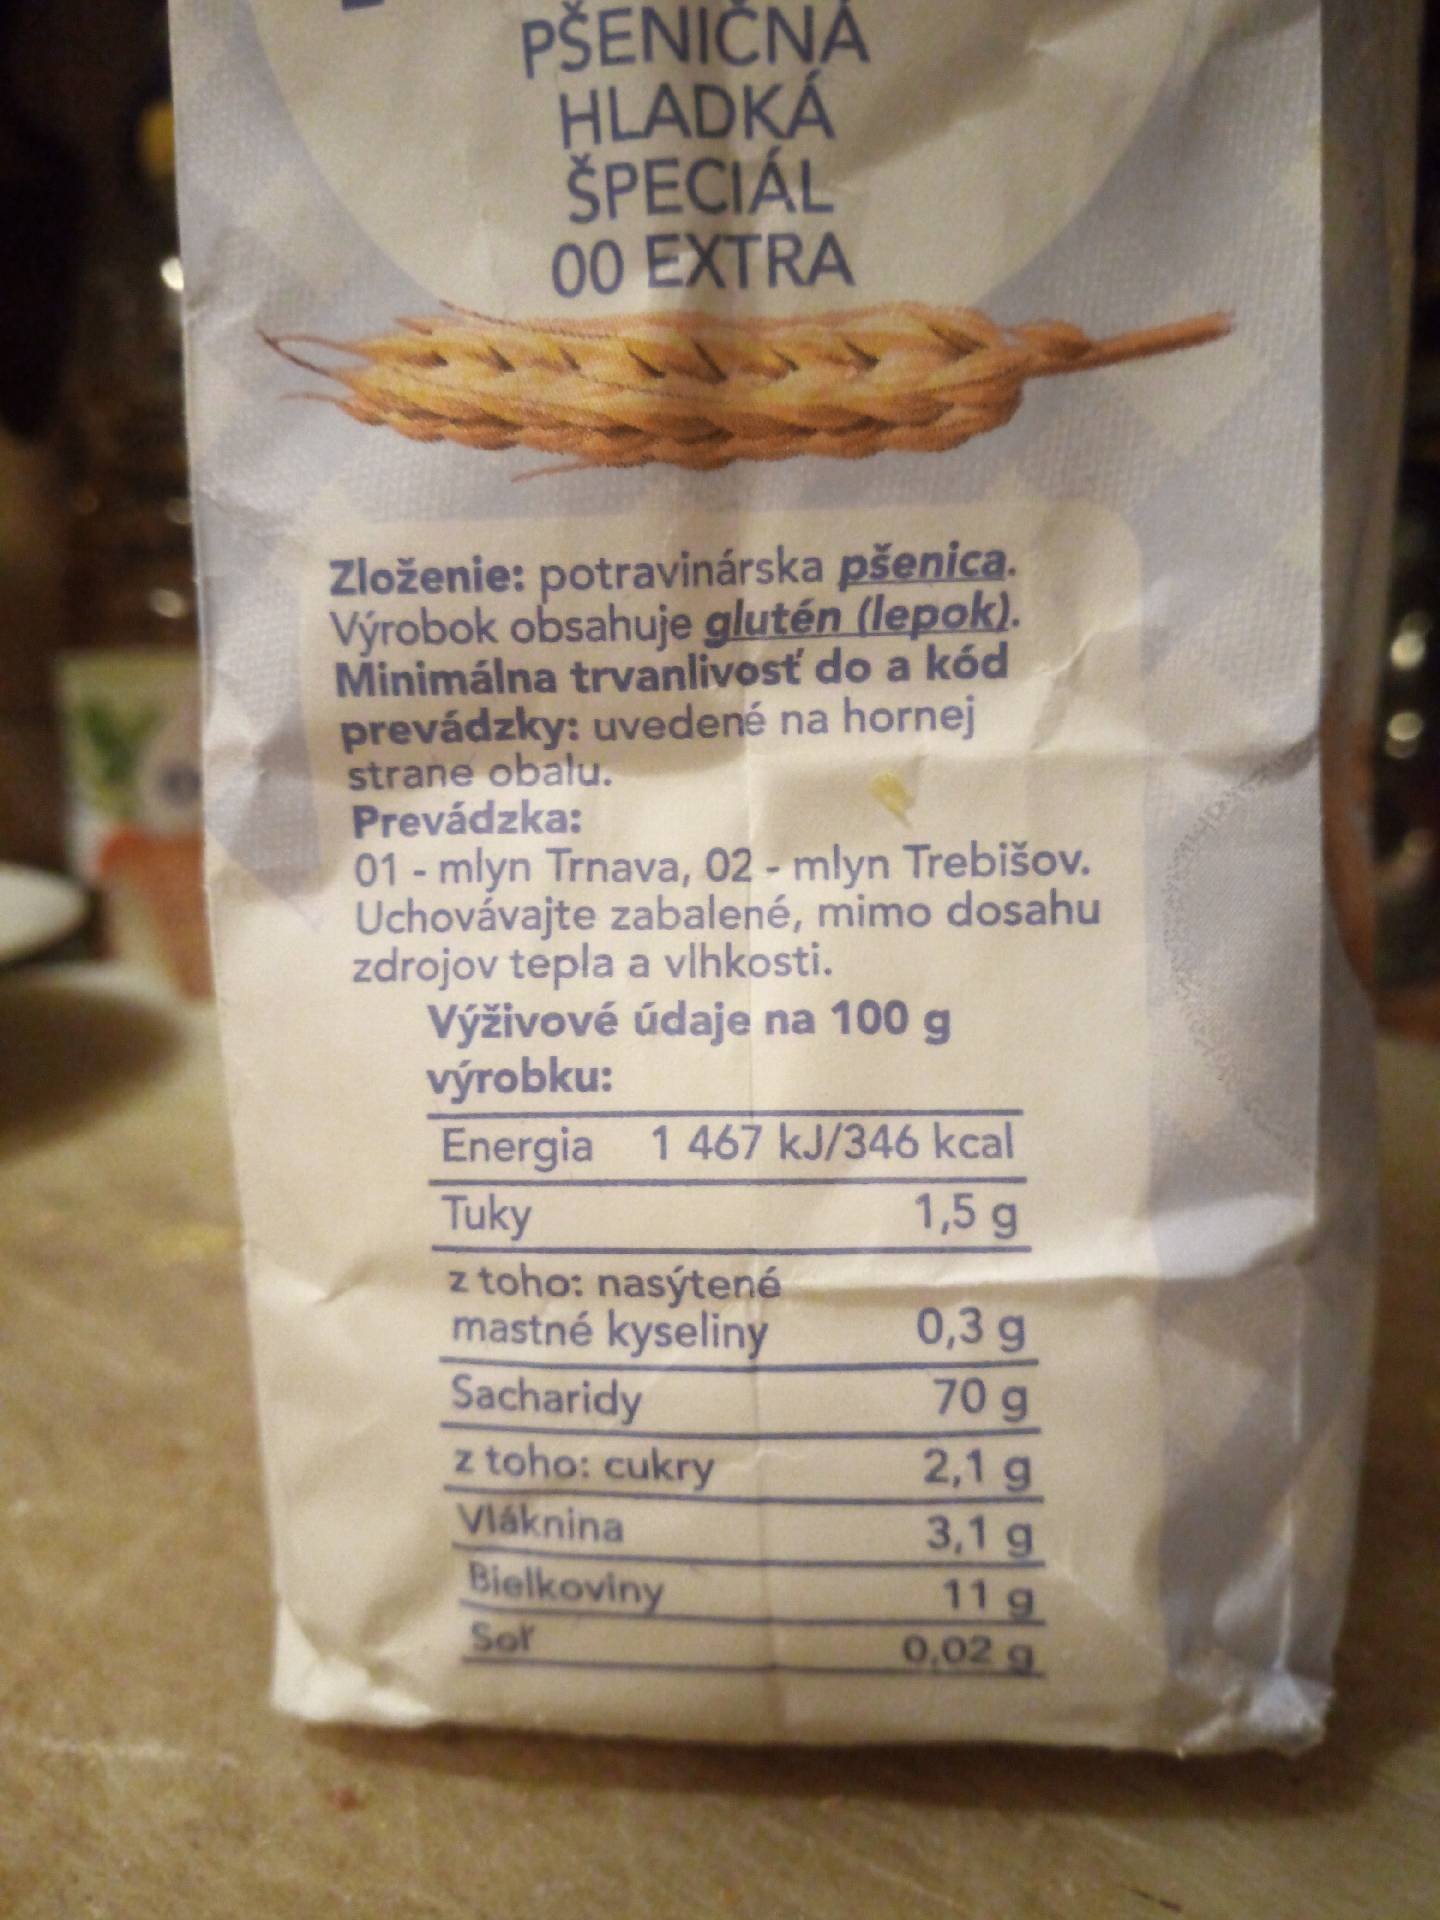 PŠENIČNÁ
HLADKÁ
ŠPECIÁL
00 EXTRA
Zloženie: potravinárska pšenica.
Výrobok obsahuje glutén (lepok).
Minimálna trvanlivosť do a kód
prevádzky: uvedené na hornej
strane obalu.
Prevádzka:
01 - mlyn Trnava, 02 - mlyn Trebišov.
Uchovávajte zabalené, mimo dosahu
zdrojov tepla a vlhkosti.
Výživové údaje na 100 g
výrobku:
Energia 1 467 kJ/346 kcal
Tuky 1,5 g
z toho: nasýtené
mastné kyseliny 0,3 g
Sacharidy 70 g
z toho: cukry 2,1 g
Vláknina 3,1 g
Bielkoviny 11 g
Soľ 0,02 g